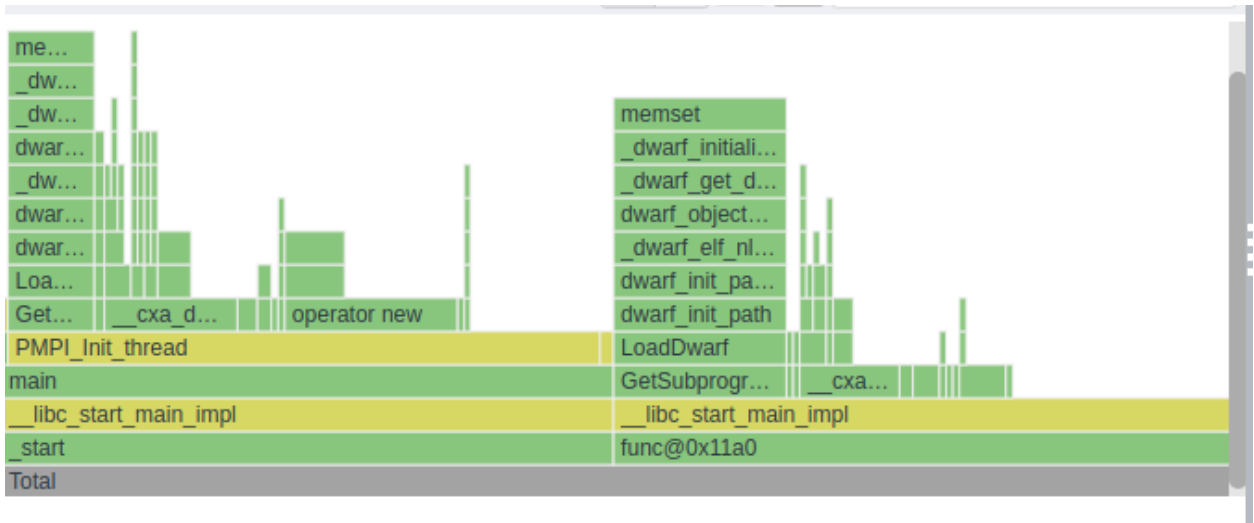 me...
_dw...
_dw... memset
dwar... _dwarf_initiali...
_dw... _dwarf_get_d...
dwar... dwarf_object...
dwar... _dwarf_elf_nl...
Loa... dwarf_init_pa...
Get... __cxa_d... operator new dwarf_init_path
PMPI_Init_thread LoadDwarf
main GetSubprogr... __cxa...
__libc_start_main_impl __libc_start_main_impl
_start func@0x11a0
Total